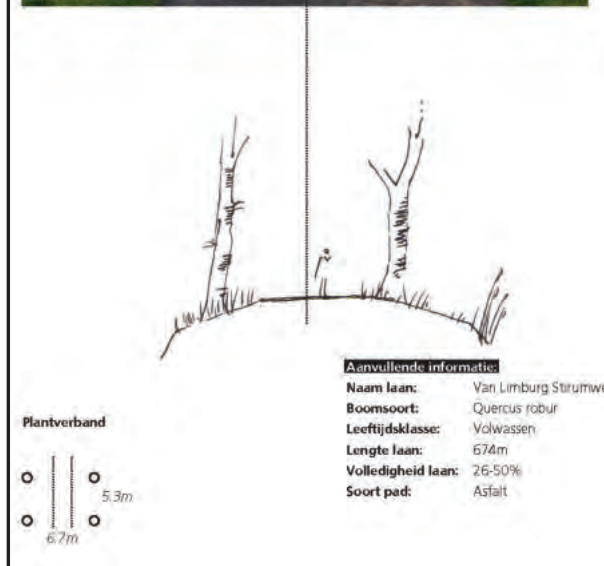 Aanvullende informatie:
Naam laan: Van Limburg Stirumwe
Boomsoort: Quercus robur
Leeftijdsklasse: Volwassen
Lengte laan: 674m
Volledigheid laan: 26-50%
Soort pad: Asfalt
Plantverband
5.3m
6.7m